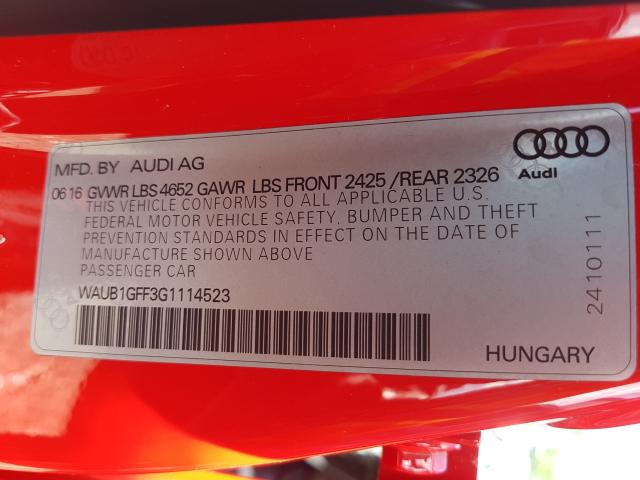 MFD. BY AUDI AG
0616 GVWR LBS 4652 GAWR LBS FRONT 2425 /REAR 2326
THIS VEHICLE CONFORMS TO ALL APPLICABLE U.S.
FEDERAL MOTOR VEHICLE SAFETY, BUMPER AND THEFT
PREVENTION STANDARDS IN EFFECT ON THE DATE OF
MANUFACTURE SHOWN ABOVE
PASSENGER CAR
WAUB1GFF3G1114523
HUNGARY
Audi
2410111